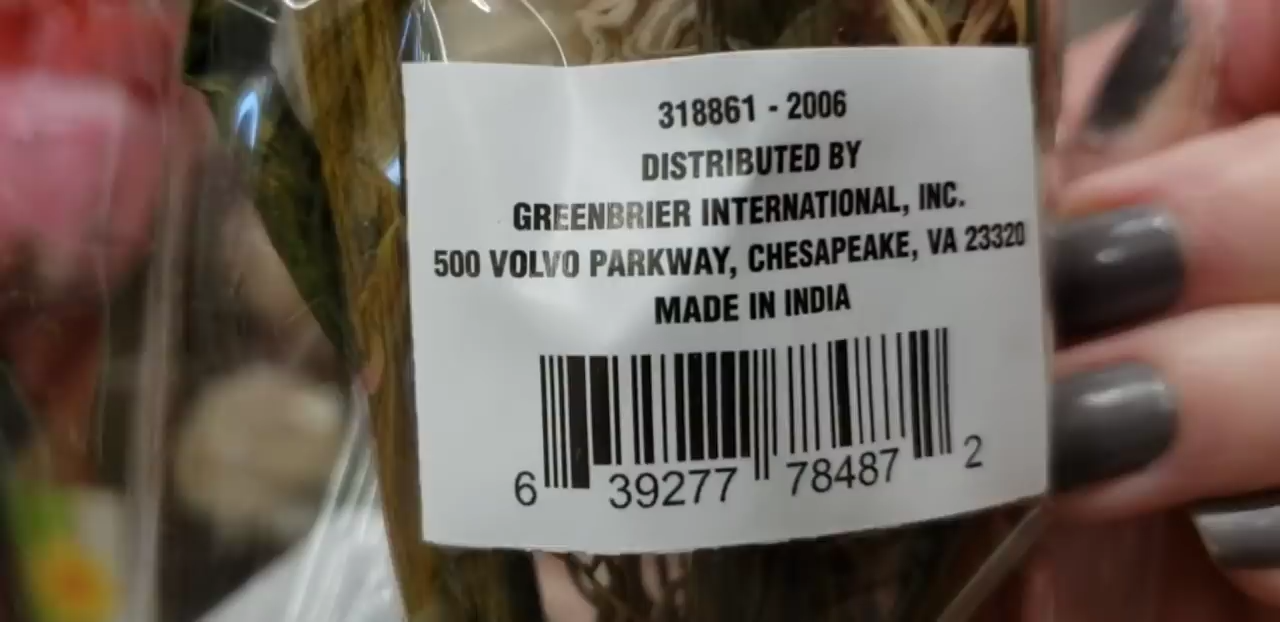 318861 - 2006
DISTRIBUTED BY
GREENBRIER INTERNATIONAL, INC.
500 VOLVO PARKWAY, CHESAPEAKE, VA 23320
MADE IN INDIA
6 39277 78487 2